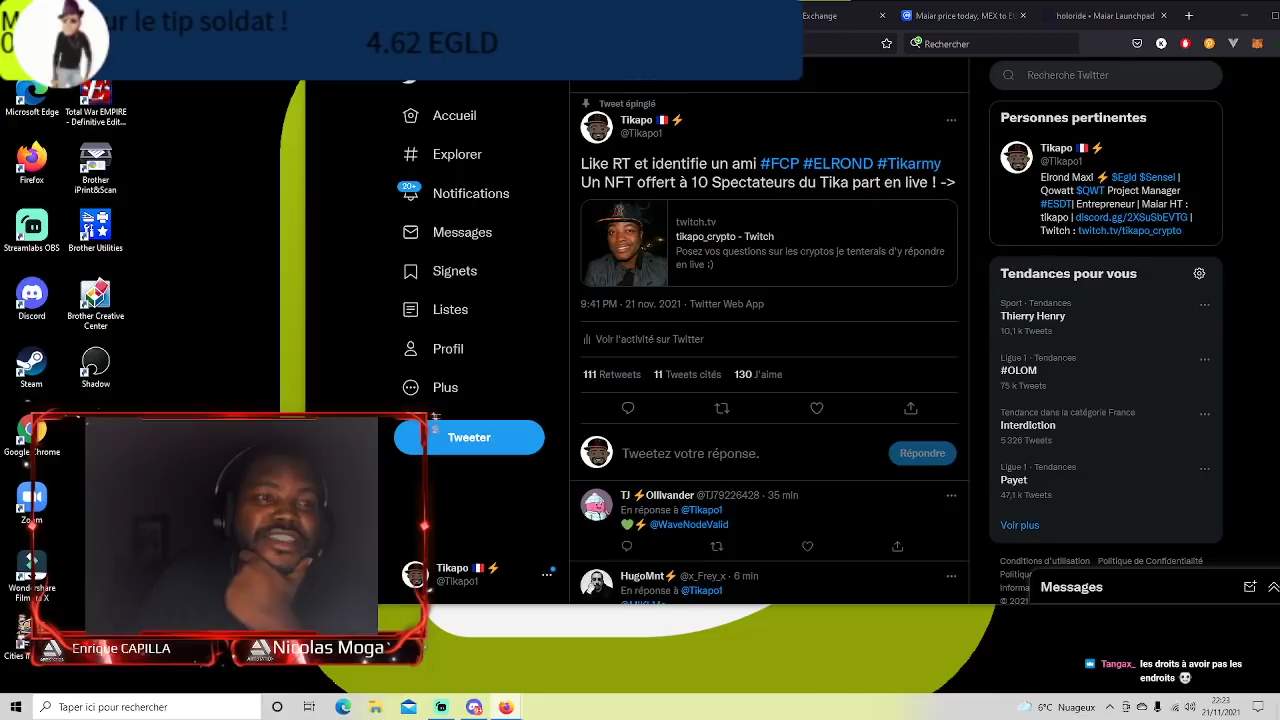 ur le tip soldat !
4.62 EGLD
Exchange
Maiar price today, MEX to E
holoride • Maiar Launchpad
Rechercher
Microsoft Edge
Total War EMPIRE
- Definitive Edit...
Firefox
Brother
iPrint&Scan
Streamlabs OBS
Brother Utilities
Discord
Brother Creative
Center
Steam
Shadow
Google Chrome
Zoom
Wondershare
Accueil
Explorer
20+
Notifications
Messages
Signets
Listes
Profil
Plus
Tweeter
Tikapo
@Tikapo1
Tweet épinglé
Tikapo
@Tikapo1
Like RT et identifie un ami #FCP #ELROND #Tikarmy
Un NFT offert à 10 Spectateurs du Tika part en live ! ->
twitch.tv
tikapo_crypto - Twitch
Posez vos questions sur les cryptos je tenterais d'y répondre
en live ;)
9:41 PM · 21 nov. 2021 · Twitter Web App
Voir l'activité sur Twitter
111 Retweets 11 Tweets cités 130 J'aime
Tweetez votre réponse.
Répondre
TJ ⚡Ollivander @TJ79226428 · 35 min
En réponse à @Tikapo1
💚⚡ @WaveNodeValid
HugoMnt⚡ @x_Frey_x · 6 min
En réponse à @Tikapo1
Recherche Twitter
Personnes pertinentes
Tikapo
@Tikapo1
Elrond Maxl ⚡ $Egld $Sensel |
Qowatt $QWT Project Manager
#ESDT| Entrepreneur | Maiar HT :
tikapo | discord.gg/2XSuSbEVTG |
Twitch : twitch.tv/tikapo_crypto
Tendances pour vous
Sport · Tendances
Thierry Henry
10,1 k Tweets
Ligue 1 · Tendances
#OLOM
75 k Tweets
Tendance dans la catégorie France
Interdiction
5 326 Tweets
Ligue 1 · Tendances
Payet
47,1 k Tweets
Voir plus
Conditions d'utilisation Politique de Confidentialité
© 2021
Messages
Enrique CAPILLA
Nicolas Moga
Tangax_ les droits à avoir pas les
endroits 💀
Taper ici pour rechercher
6°C Nuageux
22:23
21/11/2021